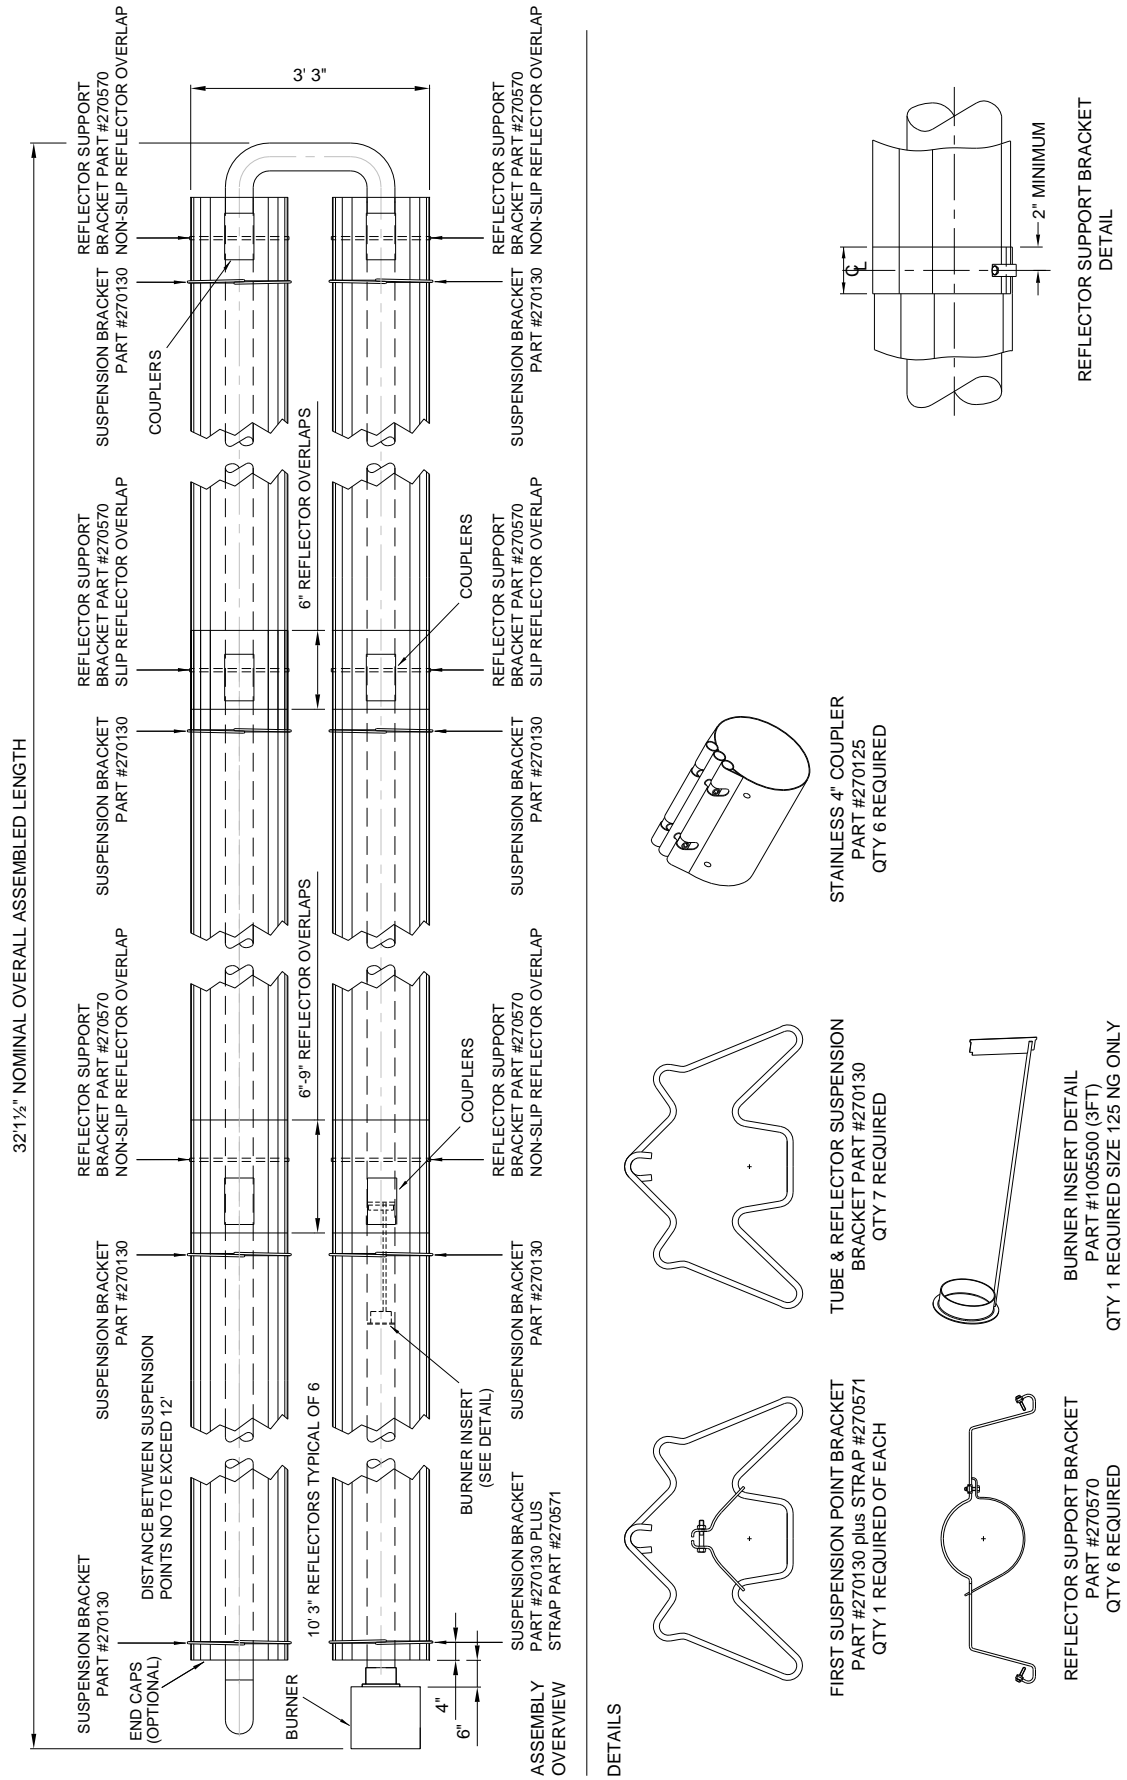 32'1½" NOMINAL OVERALL ASSEMBLED LENGTH
SUSPENSION BRACKET
PART #270130
END CAPS
(OPTIONAL)
DISTANCE BETWEEN SUSPENSION
POINTS NO TO EXCEED 12'
SUSPENSION BRACKET
PART #270130
REFLECTOR SUPPORT
BRACKET PART #270570
NON-SLIP REFLECTOR OVERLAP
SUSPENSION BRACKET
PART #270130
REFLECTOR SUPPORT
BRACKET PART #270570
SLIP REFLECTOR OVERLAP
SUSPENSION BRACKET
PART #270130
COUPLERS
REFLECTOR SUPPORT
BRACKET PART #270570
NON-SLIP REFLECTOR OVERLAP
3' 3"
BURNER
10' 3" REFLECTORS TYPICAL OF 6
6"-9" REFLECTOR OVERLAPS
6" REFLECTOR OVERLAPS
4"
6"
SUSPENSION BRACKET
PART #270130 PLUS
STRAP PART #270571
BURNER INSERT
(SEE DETAIL)
SUSPENSION BRACKET
PART #270130
COUPLERS
REFLECTOR SUPPORT
BRACKET PART #270570
NON-SLIP REFLECTOR OVERLAP
SUSPENSION BRACKET
PART #270130
COUPLERS
REFLECTOR SUPPORT
BRACKET PART #270570
SLIP REFLECTOR OVERLAP
SUSPENSION BRACKET
PART #270130
REFLECTOR SUPPORT
BRACKET PART #270570
NON-SLIP REFLECTOR OVERLAP
ASSEMBLY
OVERVIEW
DETAILS
FIRST SUSPENSION POINT BRACKET
PART #270130 plus STRAP #270571
QTY 1 REQUIRED OF EACH
TUBE & REFLECTOR SUSPENSION
BRACKET PART #270130
QTY 7 REQUIRED
STAINLESS 4" COUPLER
PART #270125
QTY 6 REQUIRED
REFLECTOR SUPPORT BRACKET
PART #270570
QTY 6 REQUIRED
BURNER INSERT DETAIL
PART #1005500 (3FT)
QTY 1 REQUIRED SIZE 125 NG ONLY
CL
2" MINIMUM
REFLECTOR SUPPORT BRACKET
DETAIL